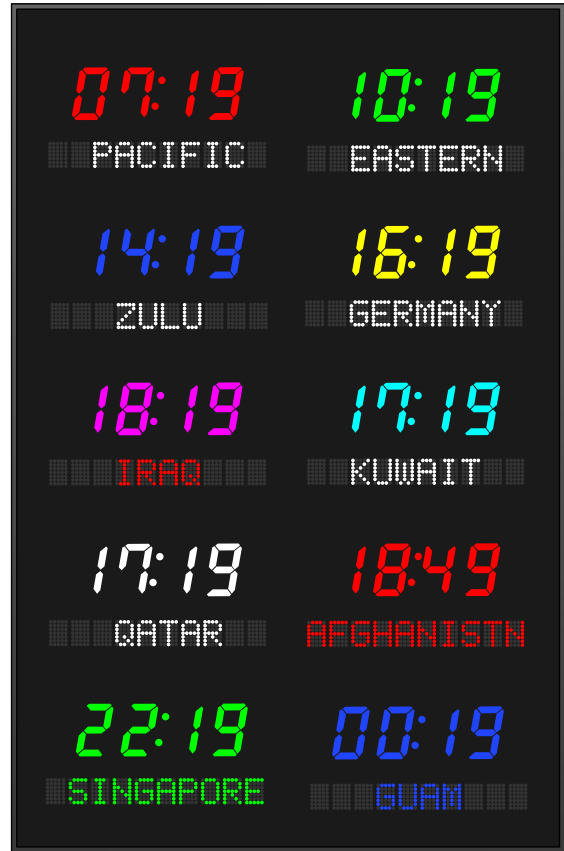 07:19 10:19
PACIFIC EASTERN
14:19 16:19
ZULU GERMANY
18:19 17:19
IRAQ KUWAIT
17:19 18:49
QATAR AFGHANISTN
22:19 00:19
SINGAPORE GUAM